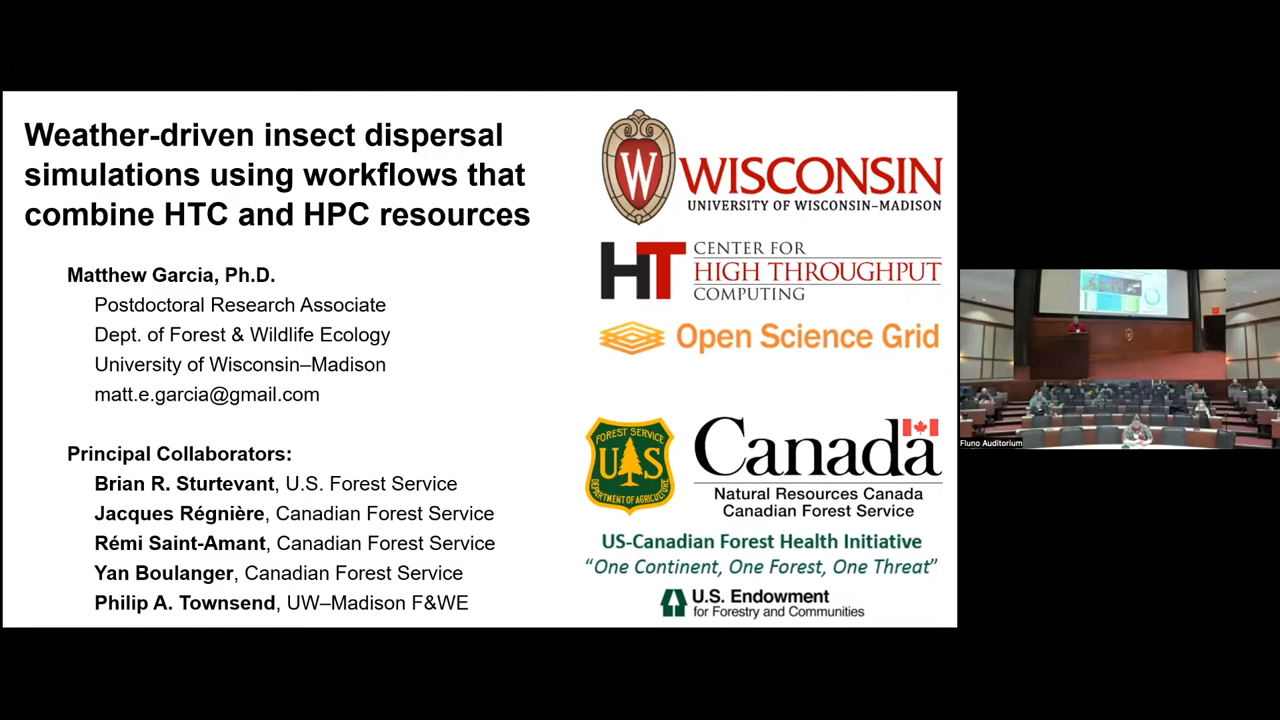 Weather-driven insect dispersal
simulations using workflows that
combine HTC and HPC resources
Matthew Garcia, Ph.D.
Postdoctoral Research Associate
Dept. of Forest & Wildlife Ecology
University of Wisconsin–Madison
matt.e.garcia@gmail.com
Principal Collaborators:
Brian R. Sturtevant, U.S. Forest Service
Jacques Régnière, Canadian Forest Service
Rémi Saint-Amant, Canadian Forest Service
Yan Boulanger, Canadian Forest Service
Philip A. Townsend, UW–Madison F&WE
W
WISCONSIN
UNIVERSITY OF WISCONSIN–MADISON
HT
CENTER FOR
HIGH THROUGHPUT
COMPUTING
Open Science Grid
FOREST SERVICE
U S
DEPARTMENT OF AGRICULTURE
Canada
Natural Resources Canada
Canadian Forest Service
US-Canadian Forest Health Initiative
“One Continent, One Forest, One Threat”
U.S. Endowment
for Forestry and Communities
Fluno Auditorium